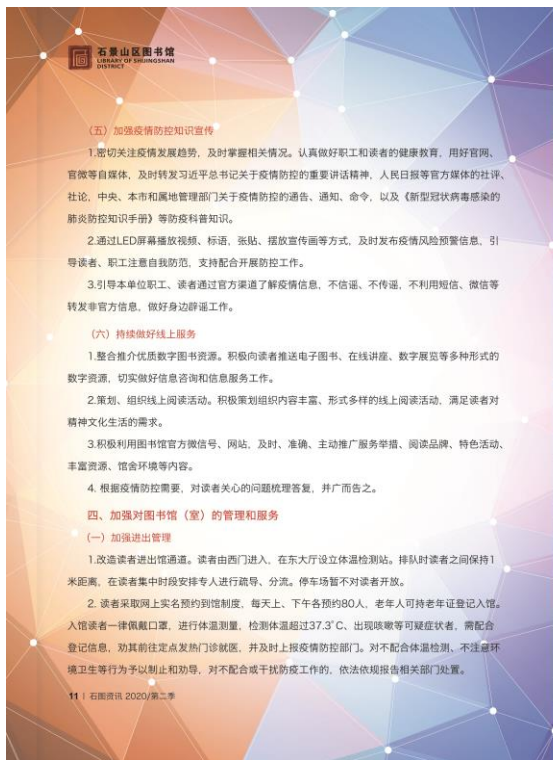 石景山区图书馆
LIBRARY OF SHIJINGSHAN
DISTRICT
（五）加强疫情防控知识宣传
1.密切关注疫情发展趋势，及时掌握相关情况。认真做好职工和读者的健康教育，用好官网、
官微等自媒体，及时转发习近平总书记关于疫情防控的重要讲话精神，人民日报等官方媒体的社评、
社论，中央、本市和属地管理部门关于疫情防控的通告、通知、命令，以及《新型冠状病毒感染的
肺炎防控知识手册》等防疫科普知识。
2.通过LED屏幕播放视频、标语，张贴、摆放宣传画等方式，及时发布疫情风险预警信息，引
导读者、职工注意自我防范，支持配合开展防控工作。
3.引导本单位职工、读者通过官方渠道了解疫情信息，不信谣、不传谣，不利用短信、微信等
转发非官方信息，做好身边辟谣工作。
（六）持续做好线上服务
1.整合推介优质数字图书资源。积极向读者推送电子图书、在线讲座、数字展览等多种形式的
数字资源，切实做好信息咨询和信息服务工作。
2.策划、组织线上阅读活动。积极策划组织内容丰富、形式多样的线上阅读活动，满足读者对
精神文化生活的需求。
3.积极利用图书馆官方微信号、网站，及时、准确、主动推广服务举措、阅读品牌、特色活动、
丰富资源、馆舍环境等内容。
4. 根据疫情防控需要，对读者关心的问题梳理答复，并广而告之。
四、加强对图书馆（室）的管理和服务
（一）加强进出管理
1.改造读者进出馆通道。读者由西门进入，在东大厅设立体温检测站。排队时读者之间保持1
米距离，在读者集中时段安排专人进行疏导、分流。停车场暂不对读者开放。
2. 读者采取网上实名预约到馆制度，每天上、下午各预约80人，老年人可持老年证登记入馆。
入馆读者一律佩戴口罩，进行体温测量，检测体温超过37.3°C、出现咳嗽等可疑症状者，需配合
登记信息，劝其前往定点发热门诊就医，并及时上报疫情防控部门。对不配合体温检测、不注意环
境卫生等行为予以制止和劝导，对不配合或干扰防疫工作的，依法依规报告相关部门处置。
11 | 石图资讯 2020/第二季